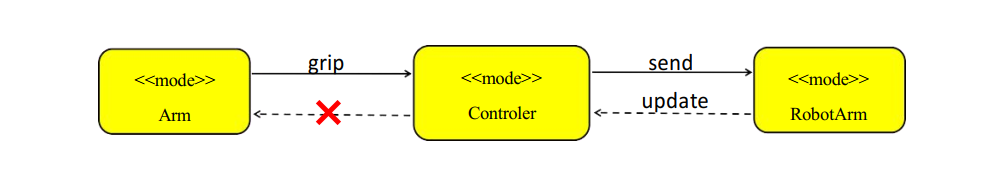 grip
send
<<mode>>
Arm
<<mode>>
Controler
update
<<mode>>
RobotArm